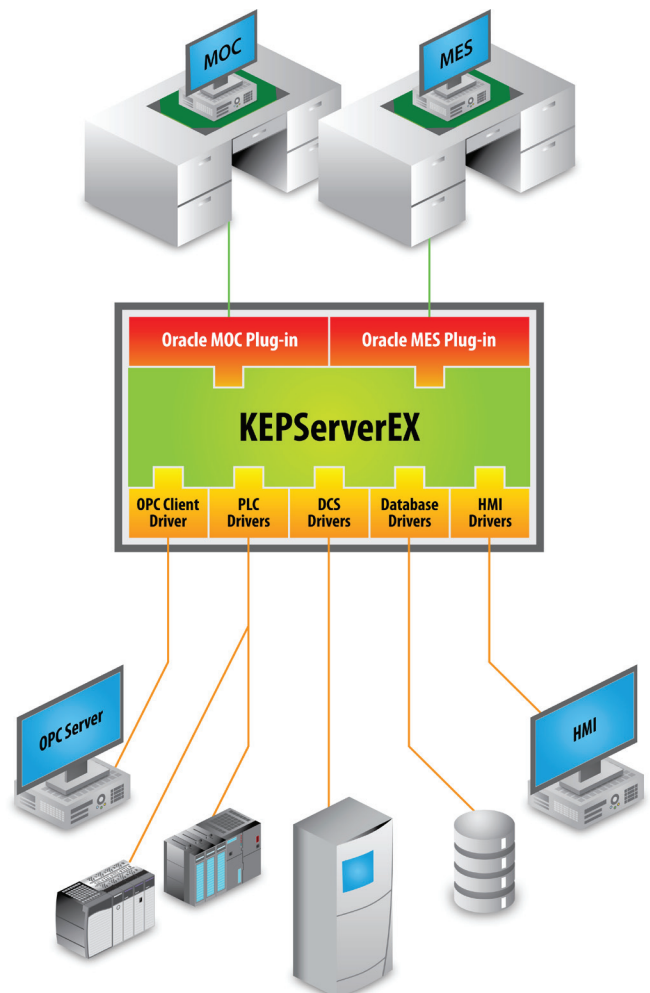 MOC
MES
Oracle MOC Plug-in
Oracle MES Plug-in
KEPServerEX
OPC Client
Driver
PLC
Drivers
DCS
Drivers
Database
Drivers
HMI
Drivers
OPC Server
HMI